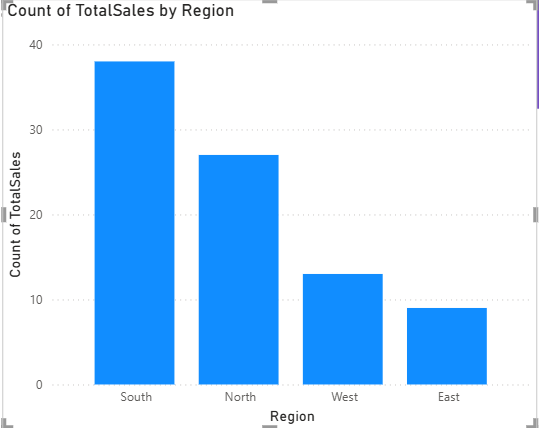 Count of TotalSales by Region
Count of TotalSales
40
30
20
10
0
South North West East
Region